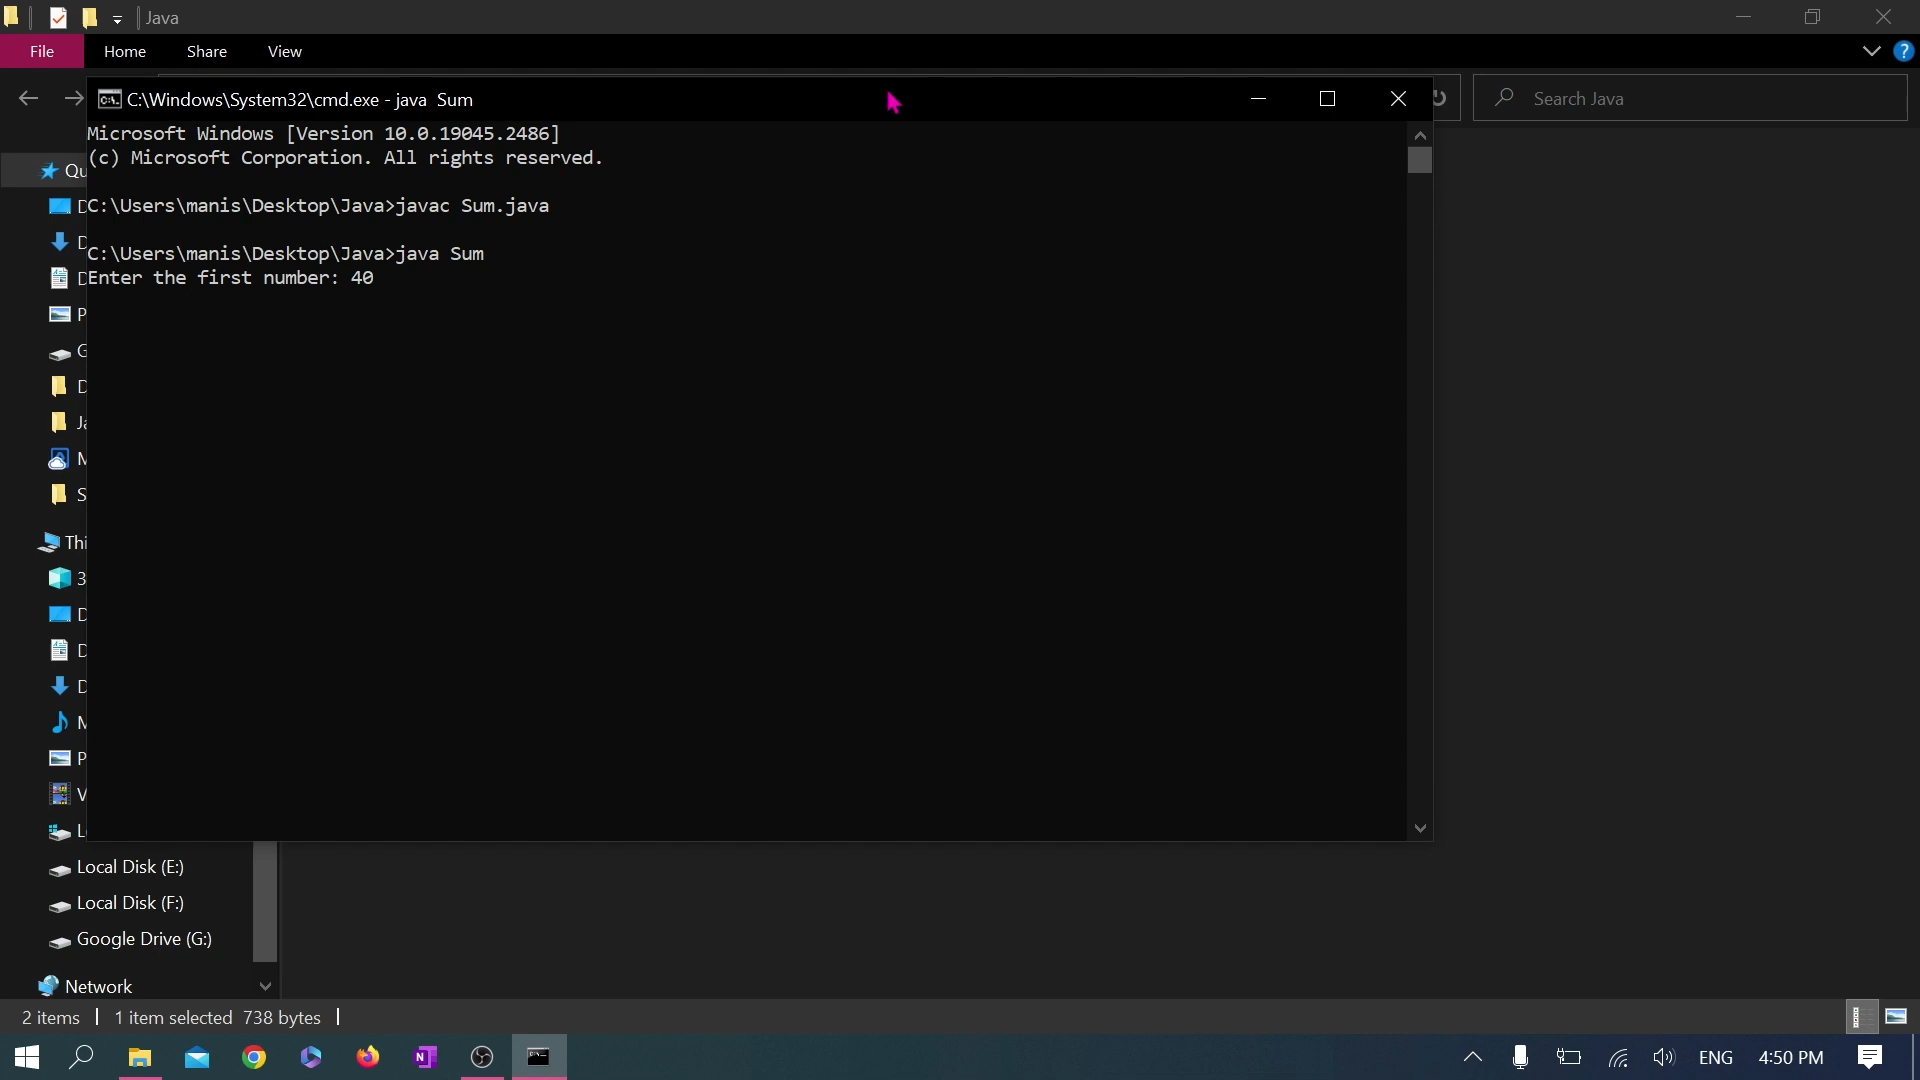 Java
File Home Share View
C:\Windows\System32\cmd.exe - java  Sum
Search Java
Microsoft Windows [Version 10.0.19045.2486]
(c) Microsoft Corporation. All rights reserved.
C:\Users\manis\Desktop\Java>javac Sum.java
C:\Users\manis\Desktop\Java>java Sum
Enter the first number: 40
Local Disk (E:)
Local Disk (F:)
Google Drive (G:)
Network
2 items
1 item selected 738 bytes
ENG
4:50 PM